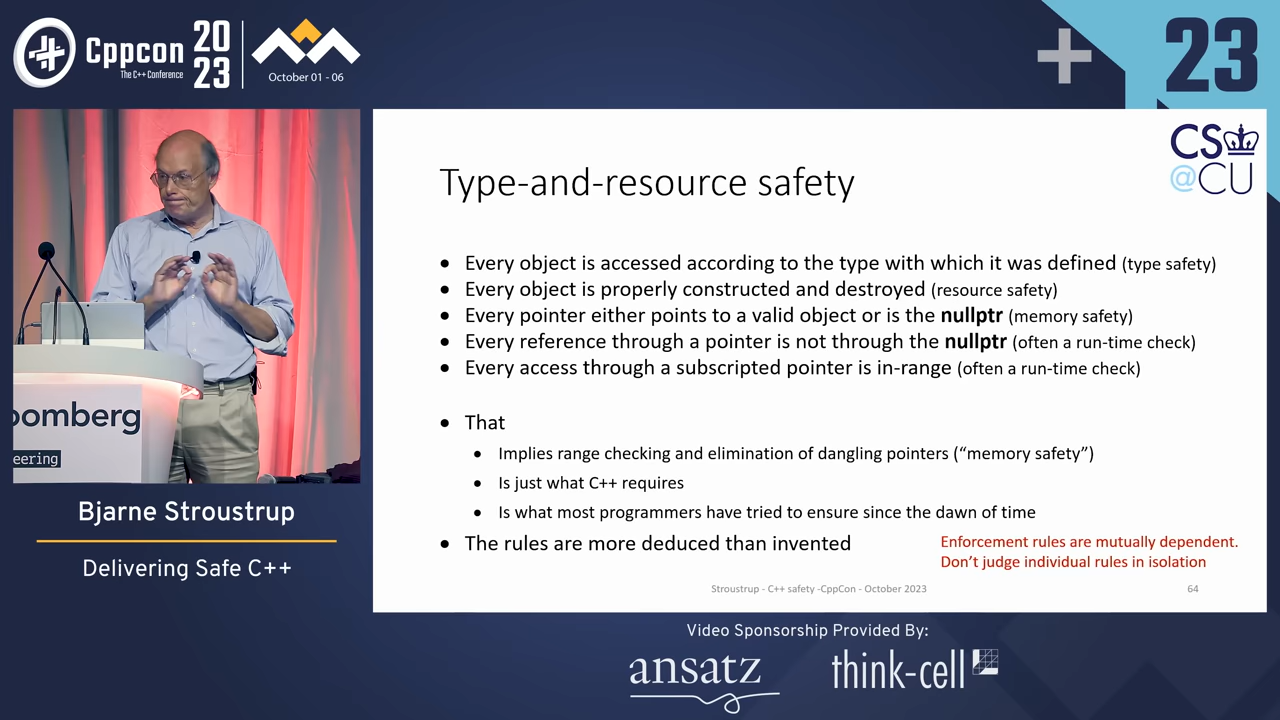 Cppcon
The C++ Conference
20
23
October 01 - 06
23
CS
@CU
Type-and-resource safety
• Every object is accessed according to the type with which it was defined (type safety)
• Every object is properly constructed and destroyed (resource safety)
• Every pointer either points to a valid object or is the nullptr (memory safety)
• Every reference through a pointer is not through the nullptr (often a run-time check)
• Every access through a subscripted pointer is in-range (often a run-time check)
• That
• Implies range checking and elimination of dangling pointers (“memory safety”)
• Is just what C++ requires
• Is what most programmers have tried to ensure since the dawn of time
• The rules are more deduced than invented
Enforcement rules are mutually dependent.
Don’t judge individual rules in isolation
Stroustrup - C++ safety -CppCon - October 2023
64
oomberg
eering
Bjarne Stroustrup
Delivering Safe C++
Video Sponsorship Provided By:
ansatz
think-cell